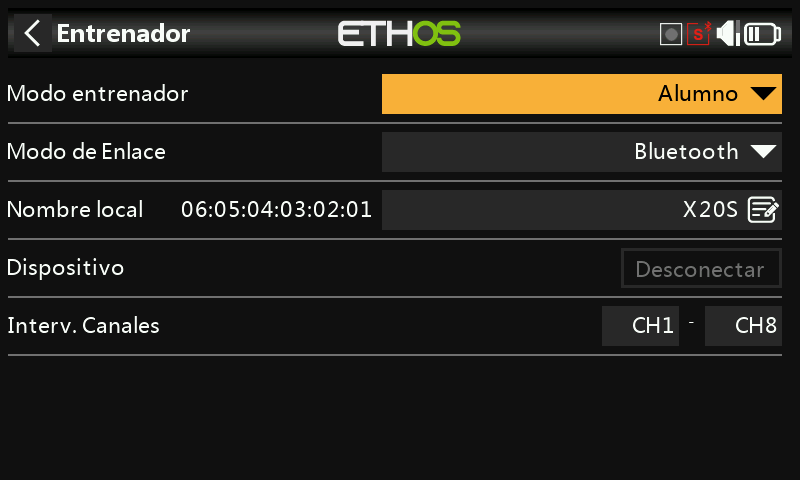 Entrenador ETHOS S
Modo entrenador Alumno
Modo de Enlace Bluetooth
Nombre local 06:05:04:03:02:01 X20S
Dispositivo Desconectar
Interv. Canales CH1 - CH8